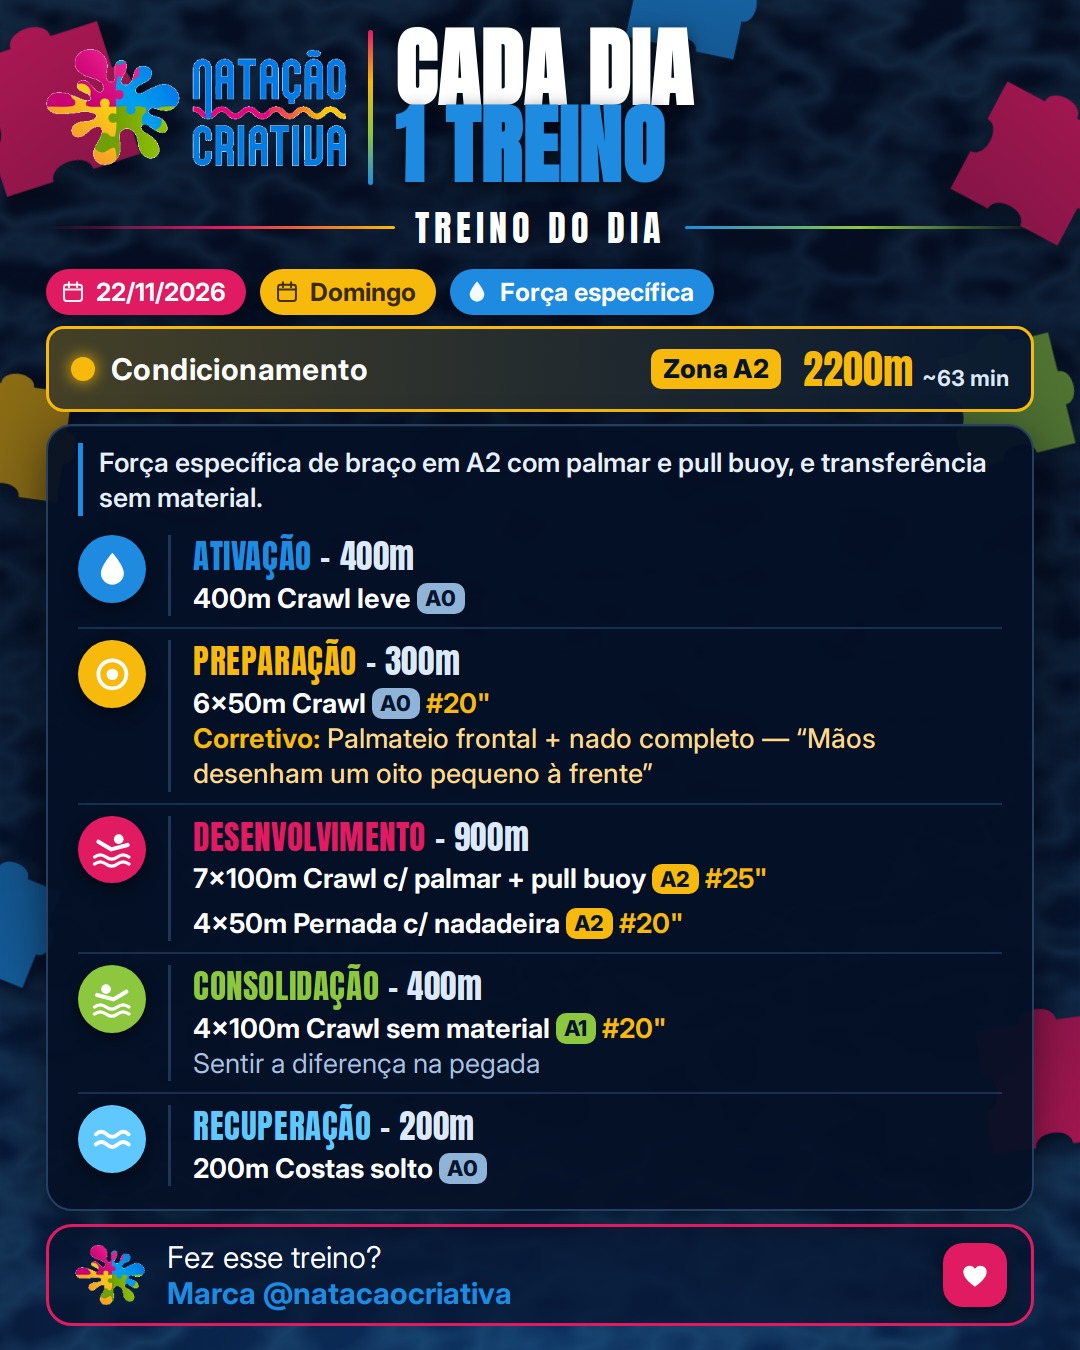 NATAÇÃO
CRIATIVA
CADA DIA
1 TREINO
TREINO DO DIA
22/11/2026
Domingo
Força específica
Condicionamento
Zona A2
2200m ~63 min
Força específica de braço em A2 com palmar e pull buoy, e transferência
sem material.
ATIVAÇÃO - 400m
400m Crawl leve A0
PREPARAÇÃO - 300m
6×50m Crawl A0 #20"
Corretivo: Palmateio frontal + nado completo — “Mãos
desenham um oito pequeno à frente”
DESENVOLVIMENTO - 900m
7×100m Crawl c/ palmar + pull buoy A2 #25"
4×50m Pernada c/ nadadeira A2 #20"
CONSOLIDAÇÃO - 400m
4×100m Crawl sem material A1 #20"
Sentir a diferença na pegada
RECUPERAÇÃO - 200m
200m Costas solto A0
Fez esse treino?
Marca @natacaocriativa